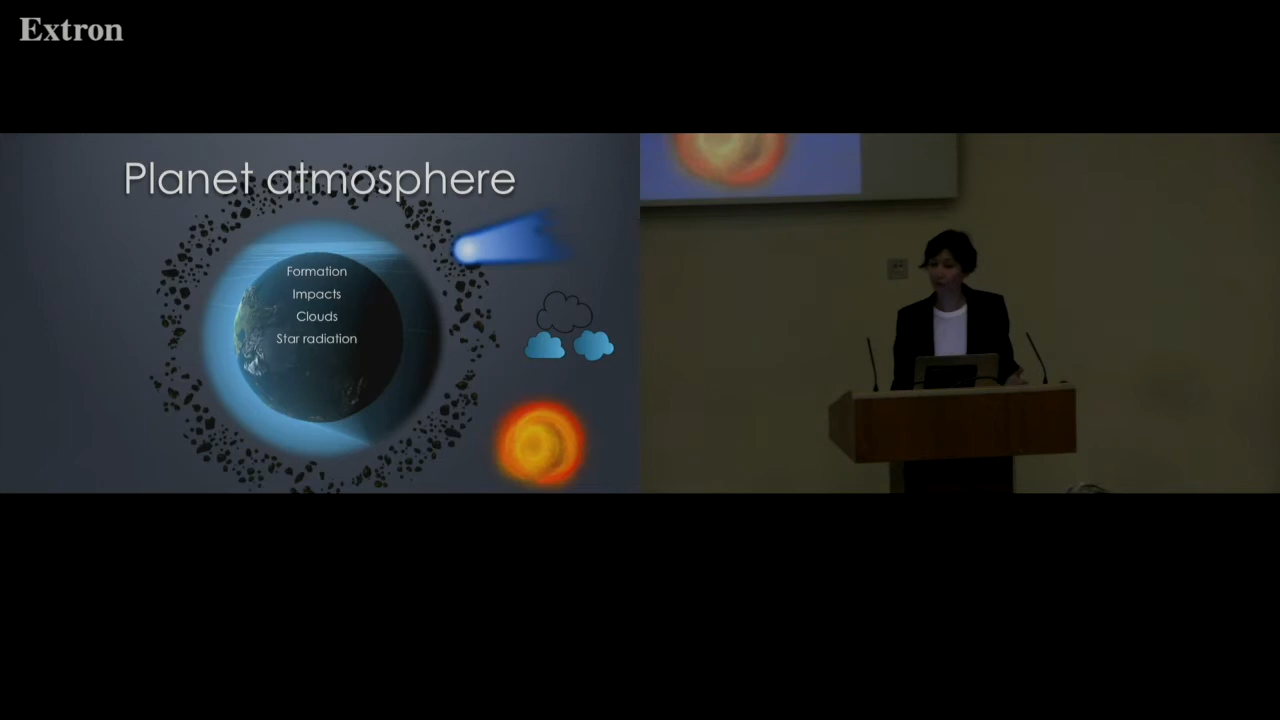 Extron
Planet atmosphere
Formation
Impacts
Clouds
Star radiation